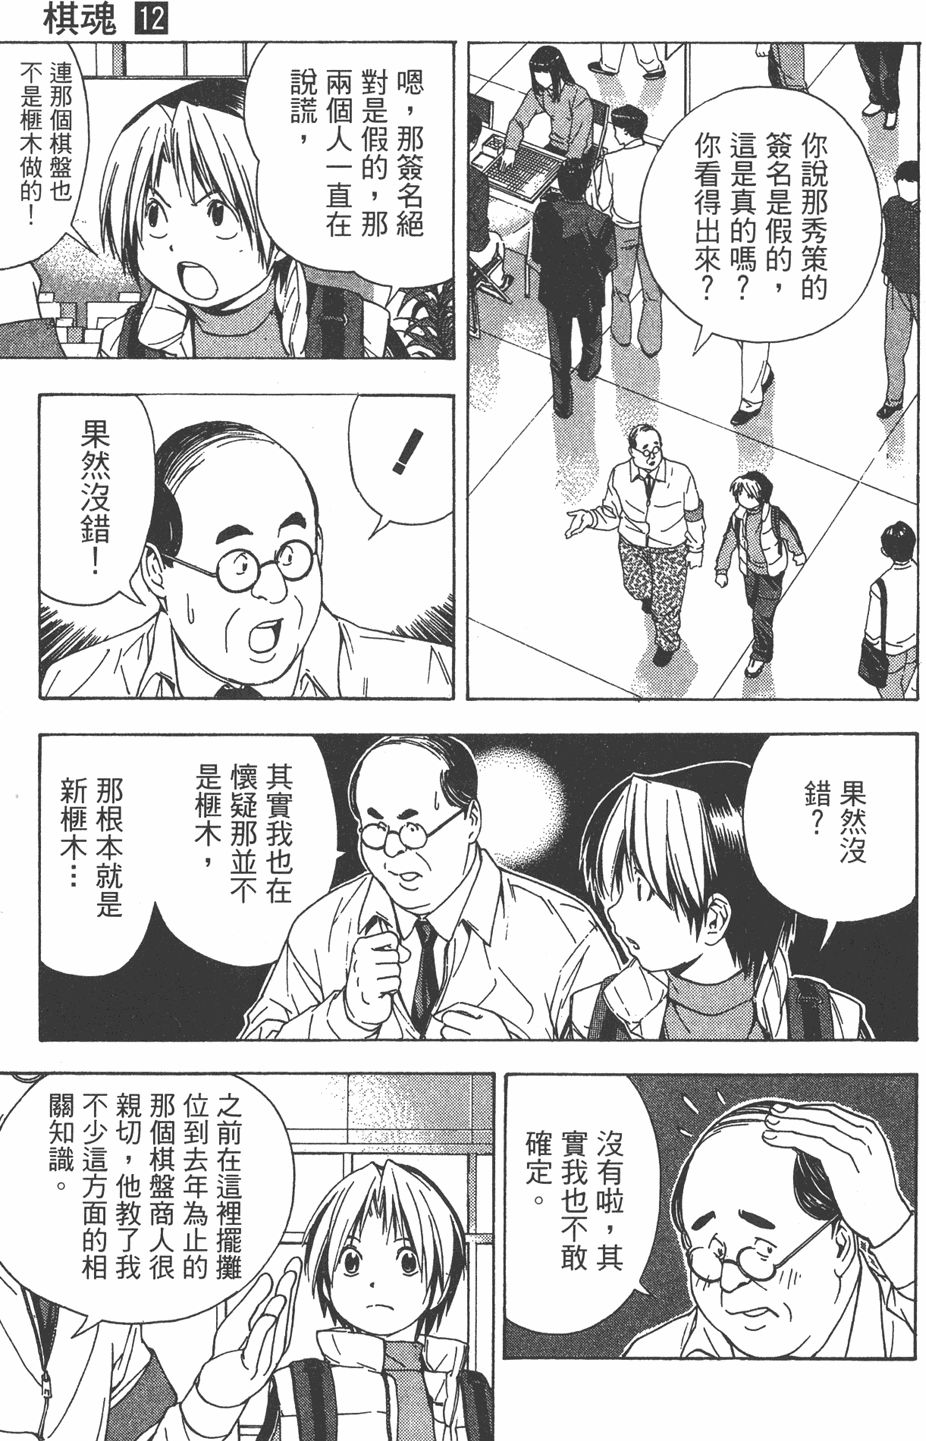 棋魂 12
你說那秀策的
簽名是假的，
這是真的嗎？
你看得出來？
嗯，那簽名絕
對是假的，那
兩個人一直在
說謊，
連那個棋盤也
不是榧木做的！
！
果然沒錯！
果然沒
錯？
其實我也在
懷疑那並不
是榧木，
那根本就是
新榧木…
沒有啦，其
實我也不敢
確定。
之前在這裡擺攤
位到去年為止的
那個棋盤商人很
親切，他教了我
不少這方面的相
關知識。